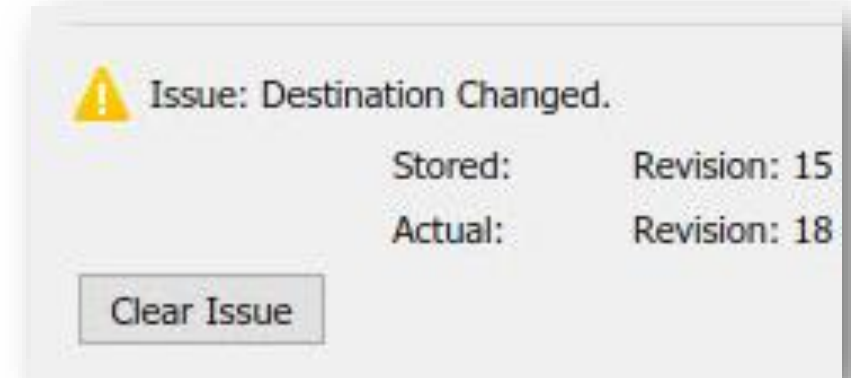 Issue: Destination Changed.
Stored: Revision: 15
Actual: Revision: 18
Clear Issue